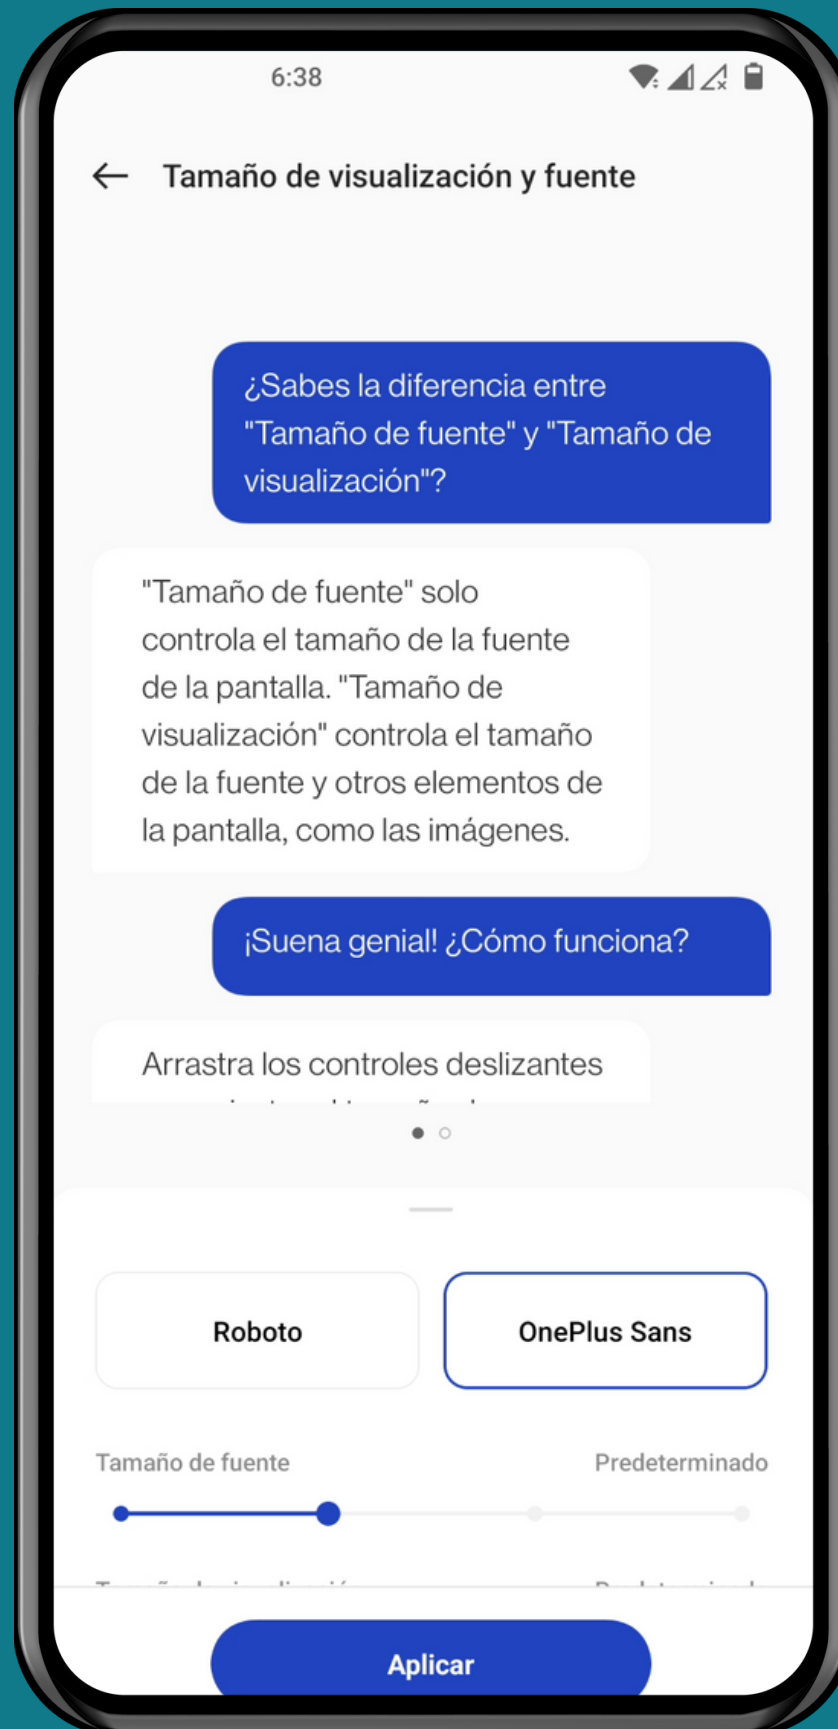 6:38
Tamaño de visualización y fuente
¿Sabes la diferencia entre
"Tamaño de fuente" y "Tamaño de
visualización"?
"Tamaño de fuente" solo
controla el tamaño de la fuente
de la pantalla. "Tamaño de
visualización" controla el tamaño
de la fuente y otros elementos de
la pantalla, como las imágenes.
¡Suena genial! ¿Cómo funciona?
Arrastra los controles deslizantes
Roboto
OnePlus Sans
Tamaño de fuente
Predeterminado
Aplicar